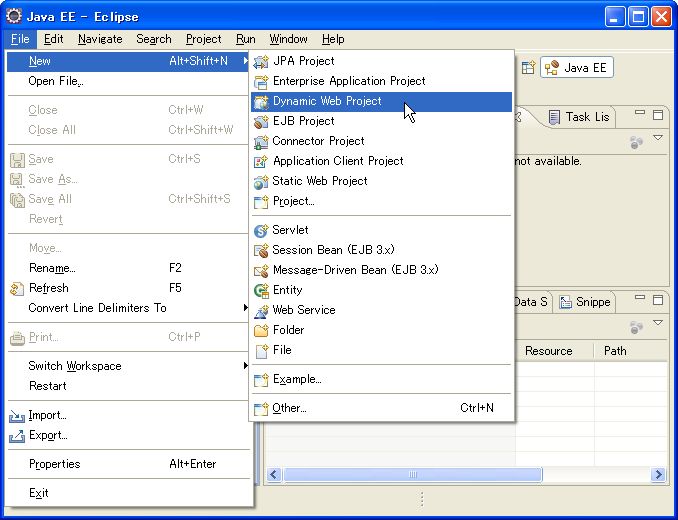 Java EE - Eclipse
File Edit Navigate Search Project Run Window Help
New Alt+Shift+N
Open File...
Close Ctrl+W
Close All Ctrl+Shift+W
Save Ctrl+S
Save As...
Save All Ctrl+Shift+S
Revert
Move...
Rename... F2
Refresh F5
Convert Line Delimiters To
Print... Ctrl+P
Switch Workspace
Restart
Import...
Export...
Properties Alt+Enter
Exit
JPA Project
Enterprise Application Project
Dynamic Web Project
EJB Project
Connector Project
Application Client Project
Static Web Project
Project...
Servlet
Session Bean (EJB 3.x)
Message-Driven Bean (EJB 3.x)
Entity
Web Service
Folder
File
Example...
Other... Ctrl+N
Java EE
Task Lis
not available.
Data S Snippe
Resource Path